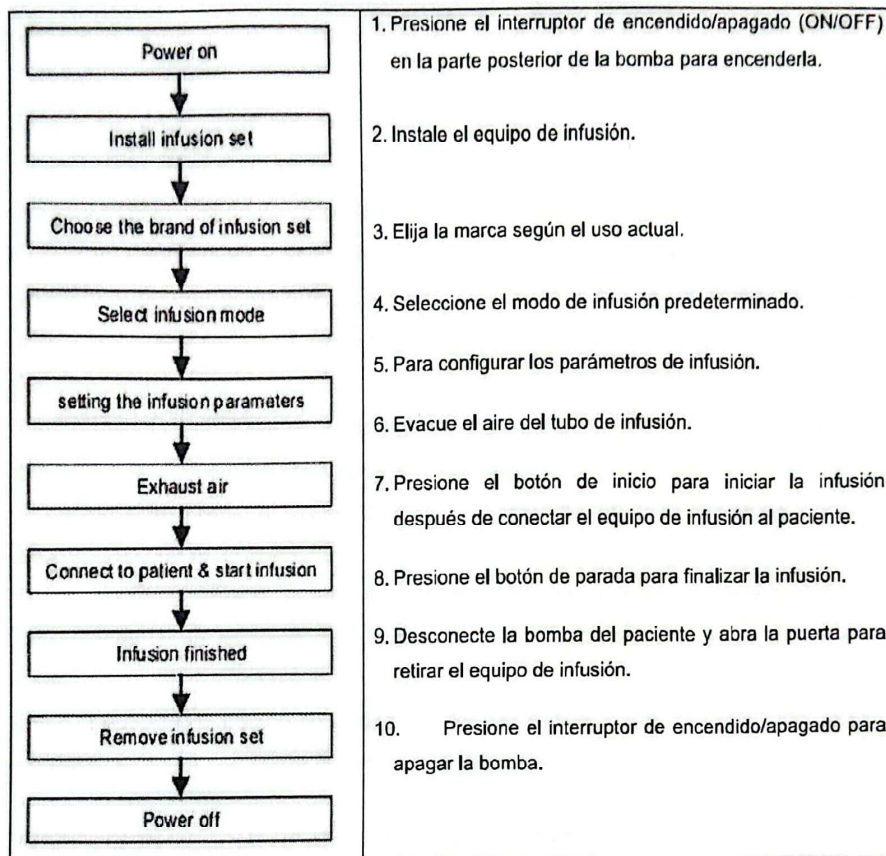 Power on
Install infusion set
Choose the brand of infusion set
Select infusion mode
setting the infusion parameters
Exhaust air
Connect to patient & start infusion
Infusion finished
Remove infusion set
Power off
1. Presione el interruptor de encendido/apagado (ON/OFF)
en la parte posterior de la bomba para encenderla.
2. Instale el equipo de infusión.
3. Elija la marca según el uso actual.
4. Seleccione el modo de infusión predeterminado.
5. Para configurar los parámetros de infusión.
6. Evacue el aire del tubo de infusión.
7. Presione el botón de inicio para iniciar la infusión
después de conectar el equipo de infusión al paciente.
8. Presione el botón de parada para finalizar la infusión.
9. Desconecte la bomba del paciente y abra la puerta para
retirar el equipo de infusión.
10. Presione el interruptor de encendido/apagado para
apagar la bomba.